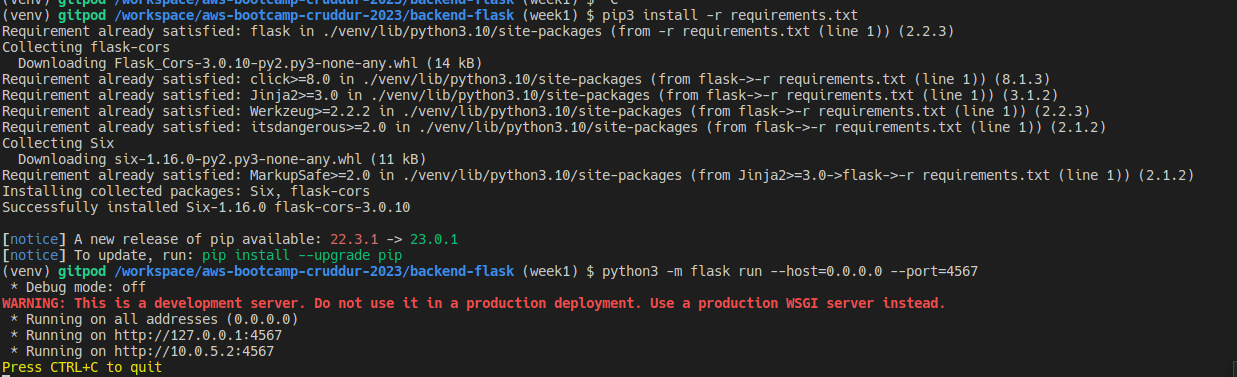 (venv) gitpod /workspace/aws-bootcamp-cruddur-2023/backend-flask (week1) $ ^C
(venv) gitpod /workspace/aws-bootcamp-cruddur-2023/backend-flask (week1) $ pip3 install -r requirements.txt
Requirement already satisfied: flask in ./venv/lib/python3.10/site-packages (from -r requirements.txt (line 1)) (2.2.3)
Collecting flask-cors
  Downloading Flask_Cors-3.0.10-py2.py3-none-any.whl (14 kB)
Requirement already satisfied: click>=8.0 in ./venv/lib/python3.10/site-packages (from flask->-r requirements.txt (line 1)) (8.1.3)
Requirement already satisfied: Jinja2>=3.0 in ./venv/lib/python3.10/site-packages (from flask->-r requirements.txt (line 1)) (3.1.2)
Requirement already satisfied: Werkzeug>=2.2.2 in ./venv/lib/python3.10/site-packages (from flask->-r requirements.txt (line 1)) (2.2.3)
Requirement already satisfied: itsdangerous>=2.0 in ./venv/lib/python3.10/site-packages (from flask->-r requirements.txt (line 1)) (2.1.2)
Collecting Six
  Downloading six-1.16.0-py2.py3-none-any.whl (11 kB)
Requirement already satisfied: MarkupSafe>=2.0 in ./venv/lib/python3.10/site-packages (from Jinja2>=3.0->flask->-r requirements.txt (line 1)) (2.1.2)
Installing collected packages: Six, flask-cors
Successfully installed Six-1.16.0 flask-cors-3.0.10
[notice] A new release of pip available: 22.3.1 -> 23.0.1
[notice] To update, run: pip install --upgrade pip
(venv) gitpod /workspace/aws-bootcamp-cruddur-2023/backend-flask (week1) $ python3 -m flask run --host=0.0.0.0 --port=4567
 * Debug mode: off
WARNING: This is a development server. Do not use it in a production deployment. Use a production WSGI server instead.
 * Running on all addresses (0.0.0.0)
 * Running on http://127.0.0.1:4567
 * Running on http://10.0.5.2:4567
Press CTRL+C to quit